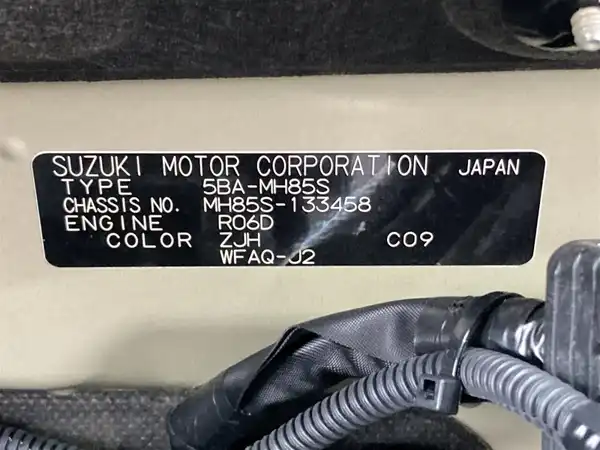 SUZUKI MOTOR CORPORATION JAPAN
TYPE 5BA-MH85S
CHASSIS NO. MH85S-133458
ENGINE R06D
COLOR ZJH C09
WFAQ-J2